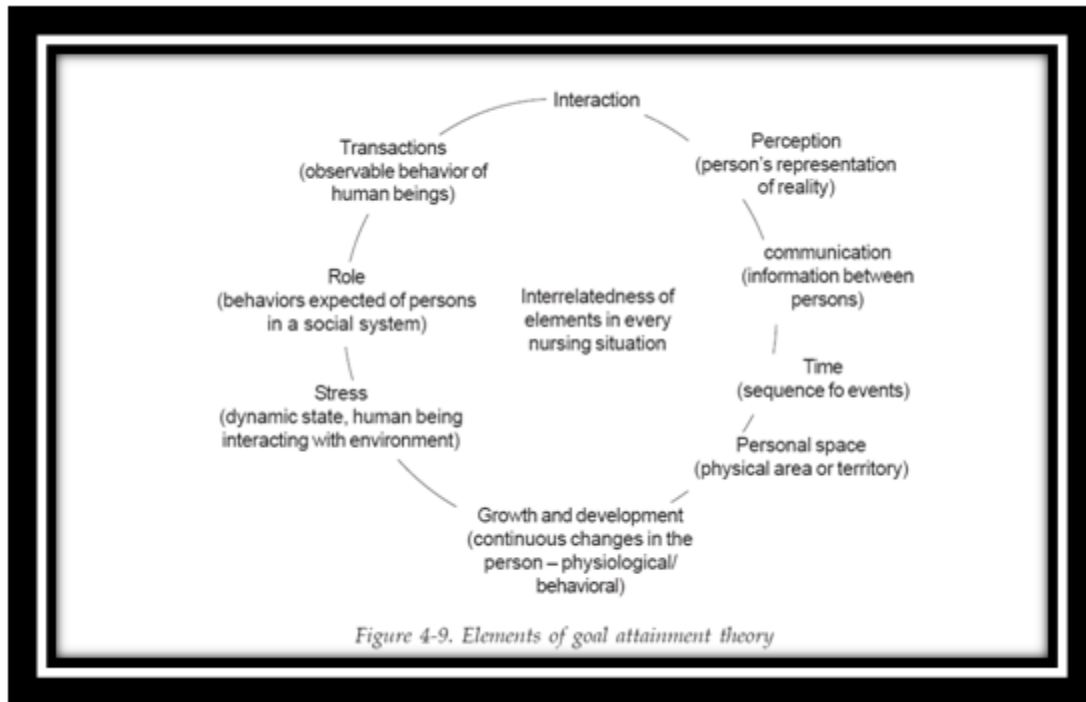 Interaction
Perception
(person's representation
of reality)
communication
(information between
persons)
Time
(sequence fo events)
Personal space
(physical area or territory)
Growth and development
(continuous changes in the
person – physiological/
behavioral)
Stress
(dynamic state, human being
interacting with environment)
Role
(behaviors expected of persons
in a social system)
Transactions
(observable behavior of
human beings)
Interrelatedness of
elements in every
nursing situation
Figure 4-9. Elements of goal attainment theory